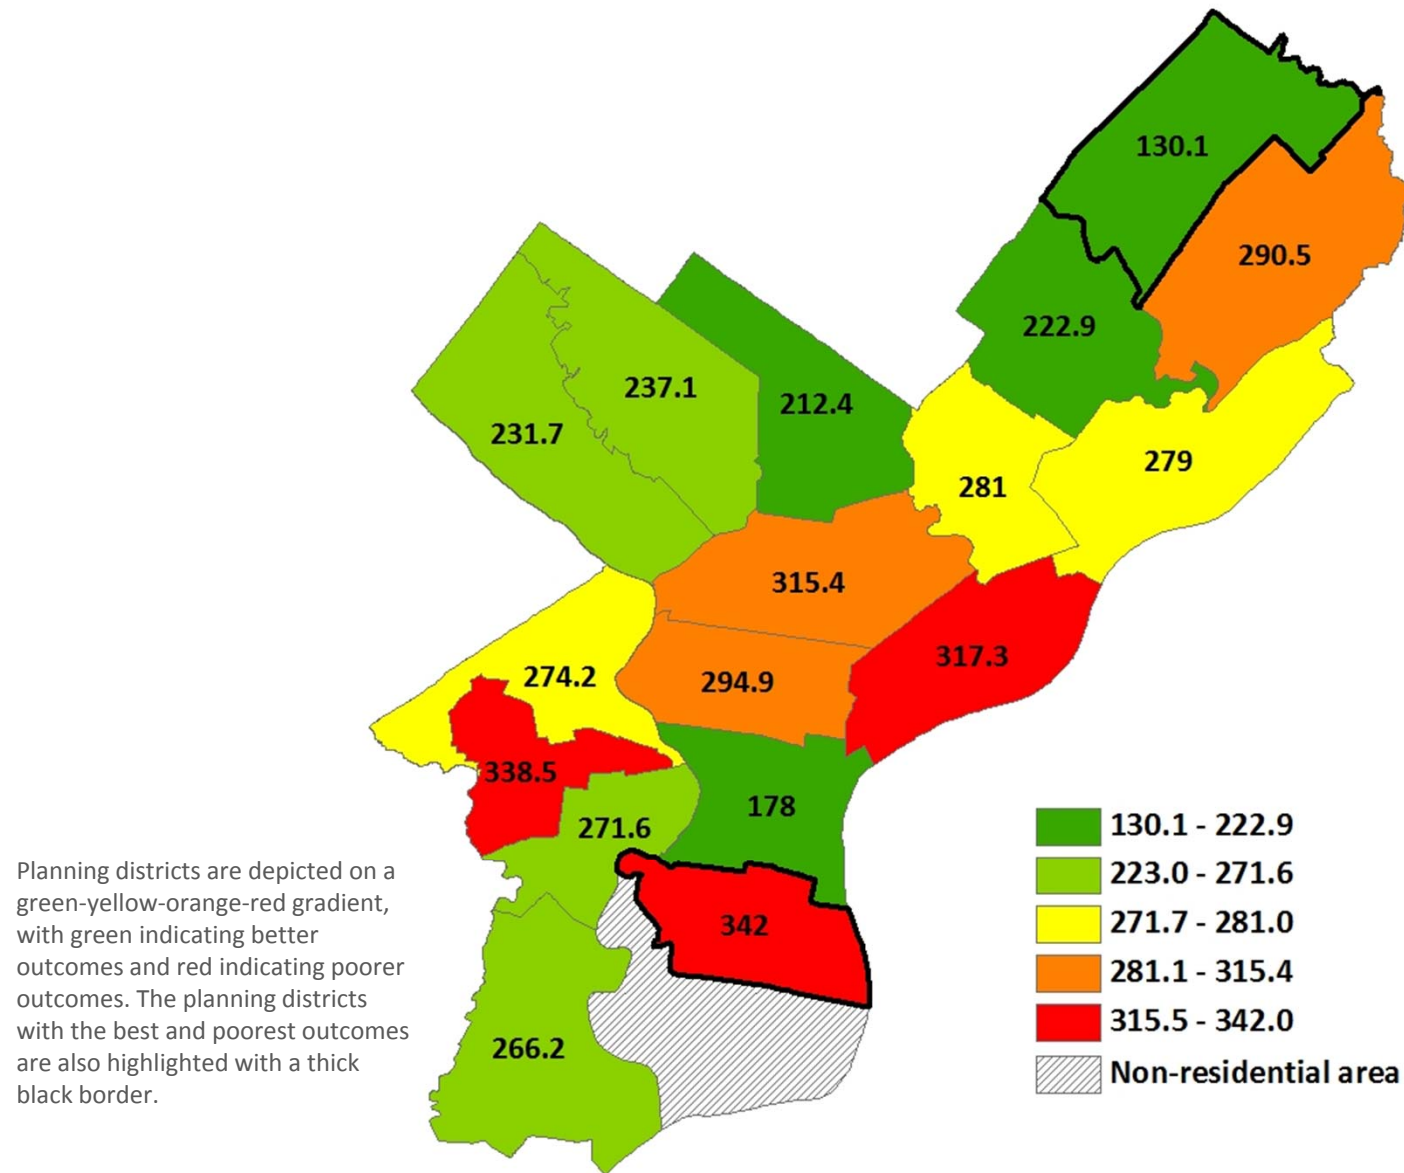 130.1
290.5
222.9
237.1
212.4
231.7
279
281
315.4
317.3
274.2
294.9
338.5
178
271.6
342
266.2
130.1 - 222.9
223.0 - 271.6
271.7 - 281.0
281.1 - 315.4
315.5 - 342.0
Non-residential area
Planning districts are depicted on a
green-yellow-orange-red gradient,
with green indicating better
outcomes and red indicating poorer
outcomes. The planning districts
with the best and poorest outcomes
are also highlighted with a thick
black border.